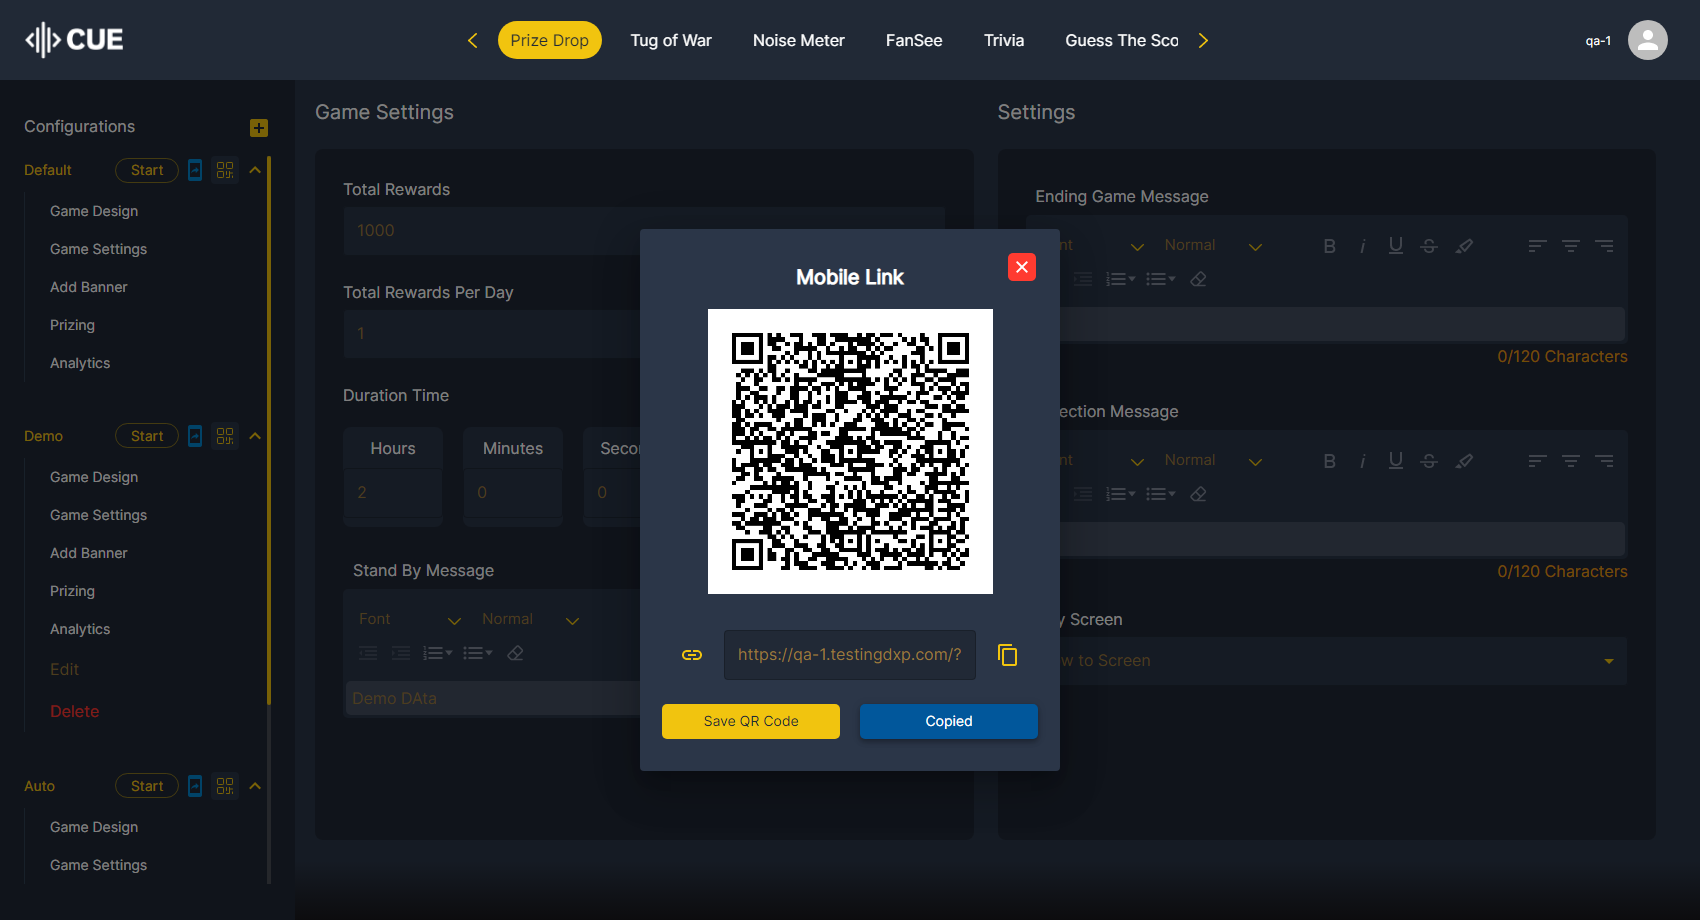 CUE
Prize Drop
Tug of War
Noise Meter
FanSee
Trivia
Guess The Sco
qa-1
Configurations
Default
Start
Game Design
Game Settings
Add Banner
Prizing
Analytics
Demo
Start
Game Design
Game Settings
Add Banner
Prizing
Analytics
Edit
Delete
Auto
Start
Game Design
Game Settings
Game Settings
Total Rewards
1000
Total Rewards Per Day
1
Duration Time
Hours
Minutes
Secon
2
0
0
Stand By Message
Font
Normal
Demo DAta
Mobile Link
https://qa-1.testingdxp.com/?
Save QR Code
Copied
Settings
Ending Game Message
nt
Normal
B i U S
0/120 Characters
ection Message
nt
Normal
B i U S
0/120 Characters
y Screen
w to Screen